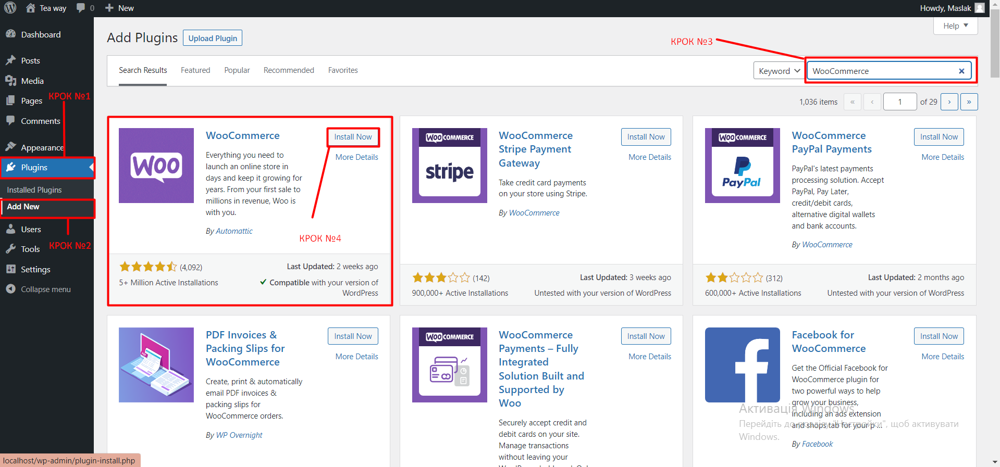 Tea way
0
New
Howdy, Maslak
Help
Dashboard
Posts
Media
Pages
КРОК №1
Comments
Appearance
Plugins
Installed Plugins
Add New
Users
КРОК №2
Tools
Settings
Collapse menu
Add Plugins
Upload Plugin
КРОК №3
Search Results
Featured
Popular
Recommended
Favorites
Keyword
WooCommerce
1,036 items
«
‹
1
of 29
›
»
WOO
WooCommerce
Install Now
More Details
Everything you need to
launch an online store in
days and keep it growing for
years. From your first sale to
millions in revenue, Woo is
with you.
By Automattic
КРОК №4
(4,092)
Last Updated: 2 weeks ago
5+ Million Active Installations
Compatible with your version of
WordPress
WOO COMMERCE
stripe
WooCommerce
Stripe Payment
Gateway
Install Now
More Details
Take credit card payments
on your store using Stripe.
By WooCommerce
(142)
Last Updated: 3 weeks ago
900,000+ Active Installations
Untested with your version of WordPress
WOO COMMERCE
PayPal
WooCommerce
PayPal Payments
Install Now
More Details
PayPal's latest payments
processing solution. Accept
PayPal, Pay Later,
credit/debit cards,
alternative digital wallets
and bank accounts.
By WooCommerce
(312)
Last Updated: 2 months ago
600,000+ Active Installations
Untested with your version of WordPress
PDF
PDF Invoices &
Packing Slips for
WooCommerce
Install Now
More Details
Create, print & automatically
email PDF invoices &
packing slips for
WooCommerce orders.
By WP Overnight
WOO COMMERCE
WooCommerce
Payments – Fully
Integrated
Solution Built and
Supported by
Woo
Install Now
More Details
Securely accept credit and
debit cards on your site.
Manage transactions
without leaving your
f
Facebook for
WooCommerce
Install Now
More Details
Get the Official Facebook for
WooCommerce plugin for
two powerful ways to help
grow your business,
including an ads extension
and shops tab for your p ...
By Facebook
Активація Windows
Перейдіть до розділу "Настройки", щоб активувати
Windows.
localhost/wp-admin/plugin-install.php